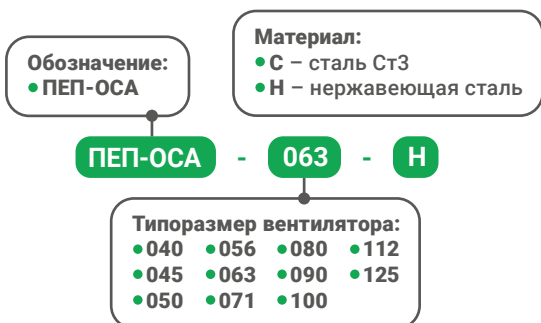 Обозначение:
• ПЕП-ОСА
Материал:
• С – сталь Ст3
• Н – нержавеющая сталь
ПЕП-ОСА - 063 - Н
Типоразмер вентилятора:
• 040 • 056 • 080 • 112
• 045 • 063 • 090 • 125
• 050 • 071 • 100